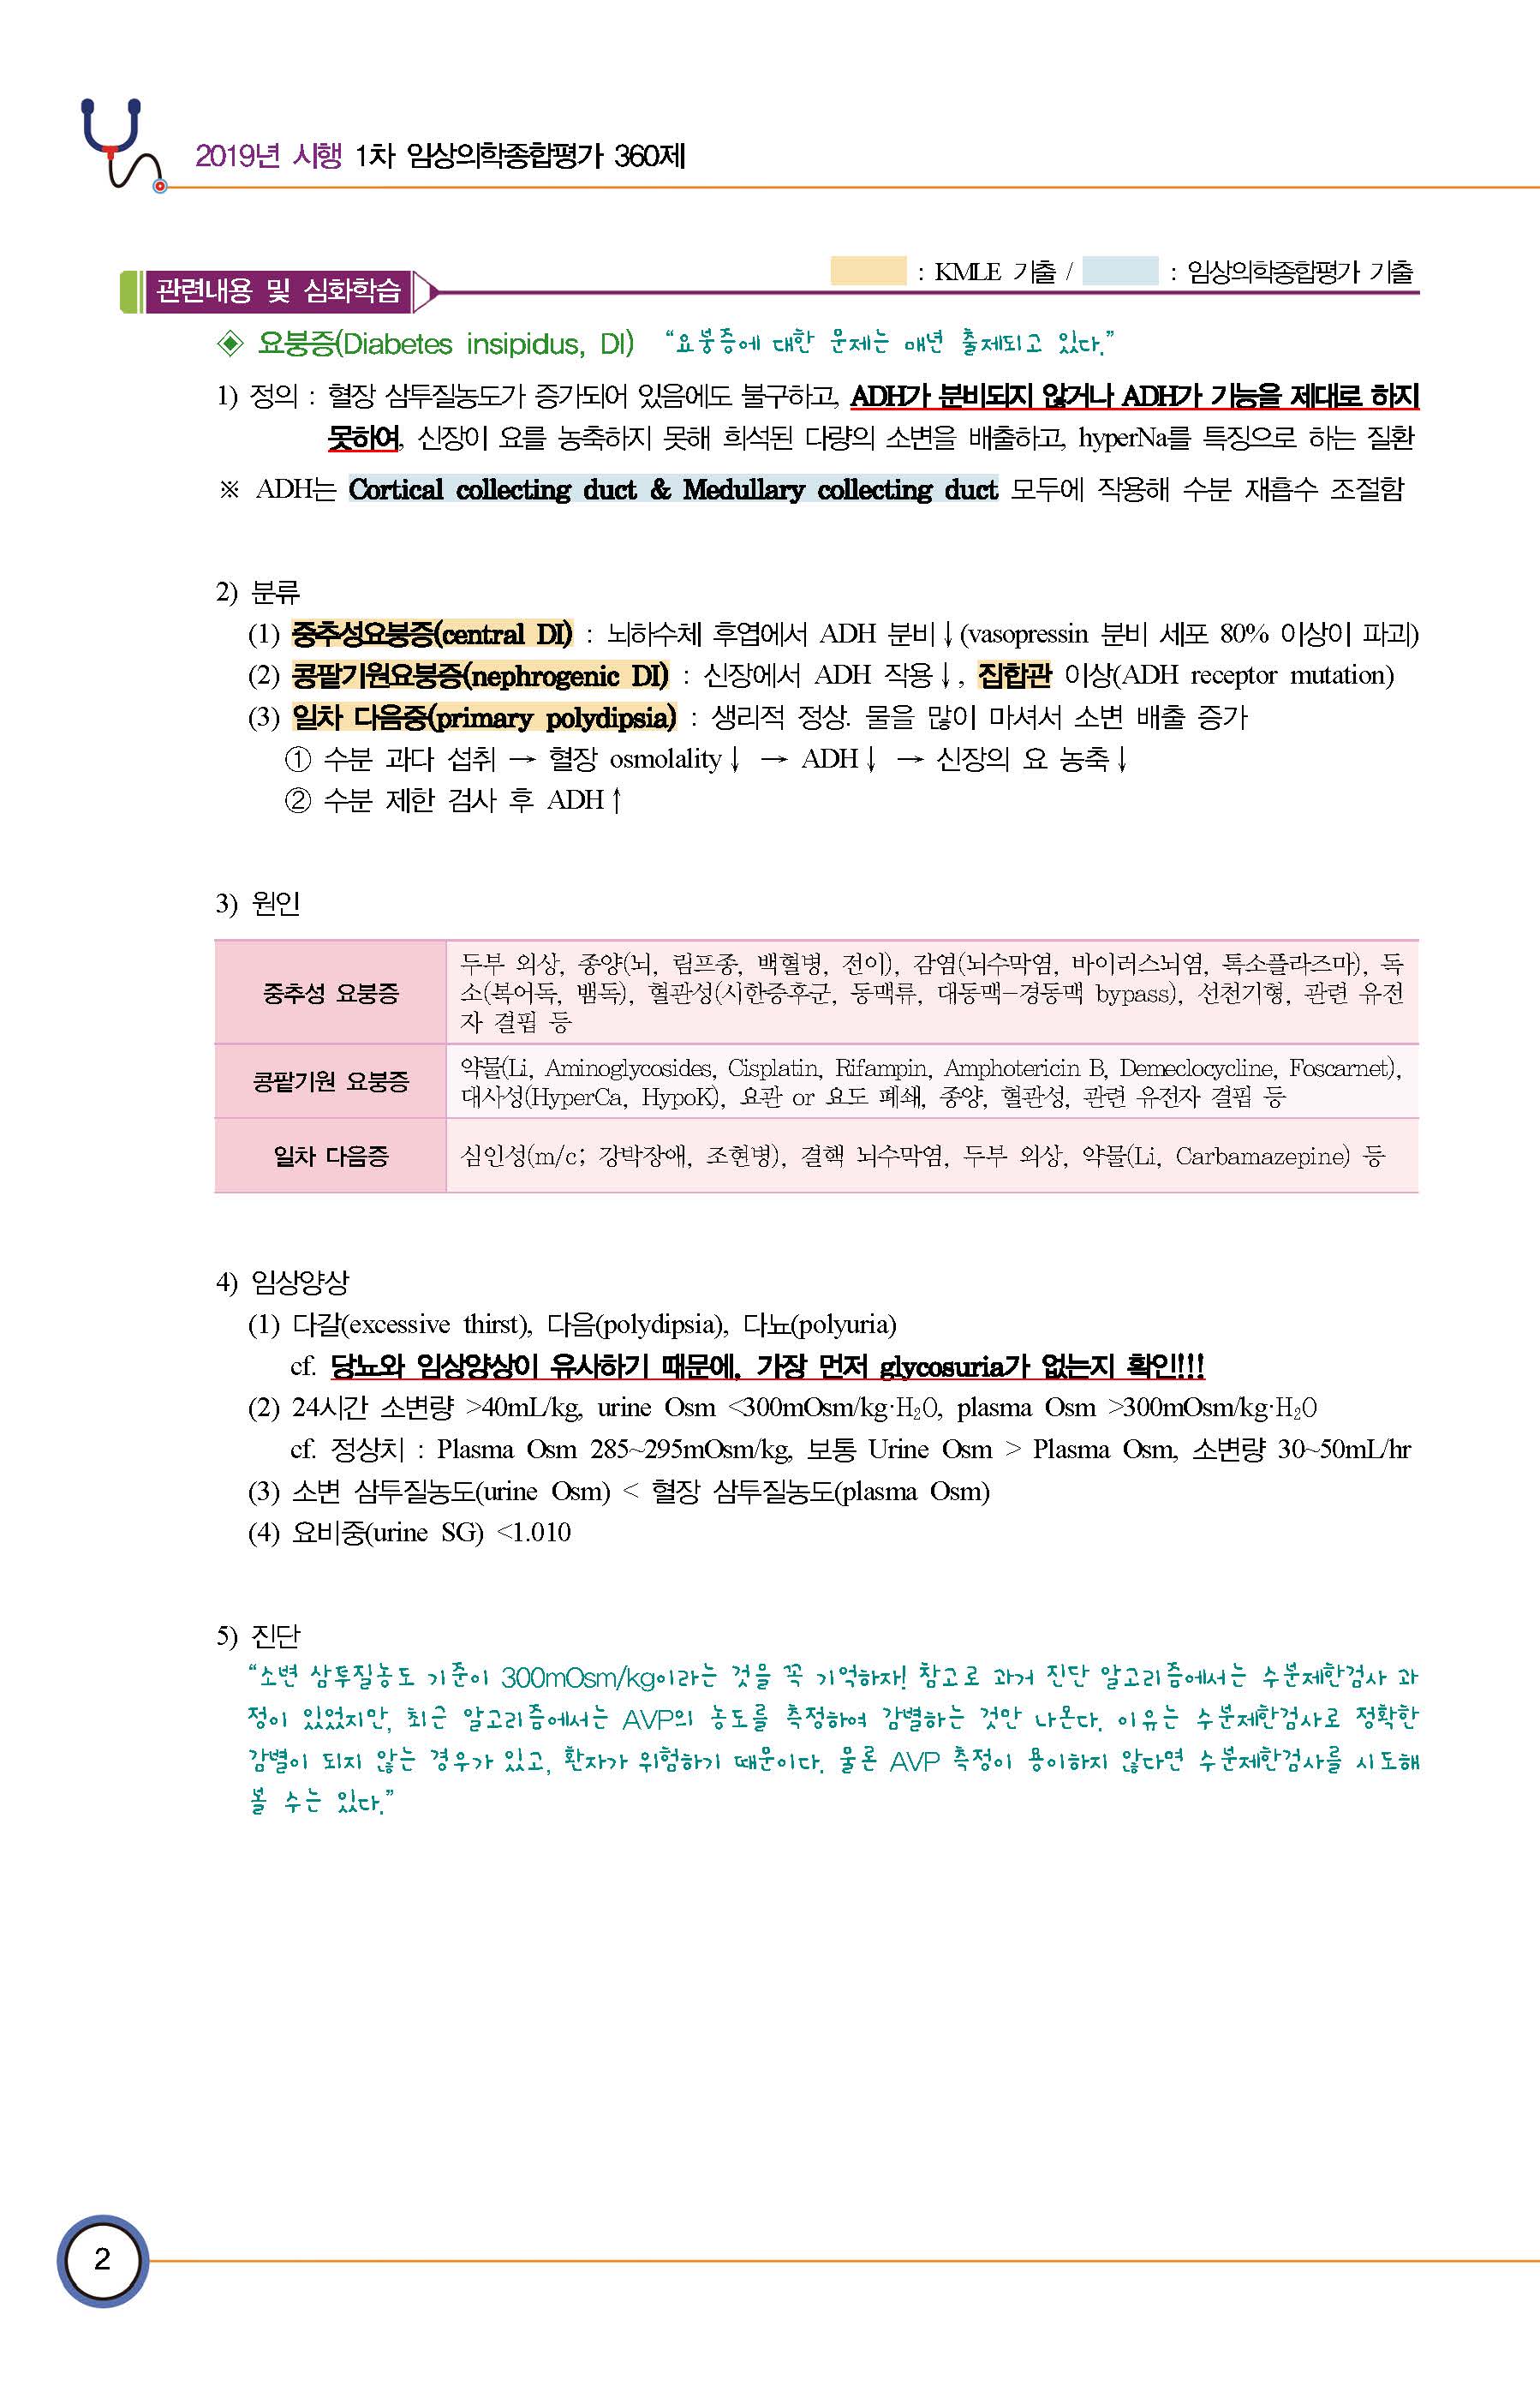 2019년 시행 1차 임상의학종합평가 360제
: KMLE 기출 / : 임상의학종합평가 기출
관련내용 및 심화학습
◈ 요붕증(Diabetes insipidus, DI) “요붕증에 대한 문제는 매년 출제되고 있다.”
1) 정의 : 혈장 삼투질농도가 증가되어 있음에도 불구하고, ADH가 분비되지 않거나 ADH가 기능을 제대로 하지
못하여, 신장이 요를 농축하지 못해 희석된 다량의 소변을 배출하고, hyperNa를 특징으로 하는 질환
※ ADH는 Cortical collecting duct & Medullary collecting duct 모두에 작용해 수분 재흡수 조절함
2) 분류
(1) 중추성요붕증(central DI) : 뇌하수체 후엽에서 ADH 분비↓(vasopressin 분비 세포 80% 이상이 파괴)
(2) 콩팥기원요붕증(nephrogenic DI) : 신장에서 ADH 작용↓, 집합관 이상(ADH receptor mutation)
(3) 일차 다음증(primary polydipsia) : 생리적 정상. 물을 많이 마셔서 소변 배출 증가
① 수분 과다 섭취 → 혈장 osmolality↓ → ADH↓ → 신장의 요 농축↓
② 수분 제한 검사 후 ADH↑
3) 원인
중추성 요붕증
두부 외상, 종양(뇌, 림프종, 백혈병, 전이), 감염(뇌수막염, 바이러스뇌염, 톡소플라즈마), 독
소(복어독, 뱀독), 혈관성(시한증후군, 동맥류, 대동맥-경동맥 bypass), 선천기형, 관련 유전
자 결핍 등
콩팥기원 요붕증
약물(Li, Aminoglycosides, Cisplatin, Rifampin, Amphotericin B, Demeclocycline, Foscarnet),
대사성(HyperCa, HypoK), 요관 or 요도 폐쇄, 종양, 혈관성, 관련 유전자 결핍 등
일차 다음증
심인성(m/c; 강박장애, 조현병), 결핵 뇌수막염, 두부 외상, 약물(Li, Carbamazepine) 등
4) 임상양상
(1) 다갈(excessive thirst), 다음(polydipsia), 다뇨(polyuria)
cf. 당뇨와 임상양상이 유사하기 때문에, 가장 먼저 glycosuria가 없는지 확인!!!
(2) 24시간 소변량 >40mL/kg, urine Osm <300mOsm/kg·H₂O, plasma Osm >300mOsm/kg·H₂O
cf. 정상치 : Plasma Osm 285~295mOsm/kg, 보통 Urine Osm > Plasma Osm, 소변량 30~50mL/hr
(3) 소변 삼투질농도(urine Osm) < 혈장 삼투질농도(plasma Osm)
(4) 요비중(urine SG) <1.010
5) 진단
“소변 삼투질농도 기준이 300mOsm/kg이라는 것을 꼭 기억하자! 참고로 과거 진단 알고리즘에서는 수분제한검사 과
정이 있었지만, 최근 알고리즘에서는 AVP의 농도를 측정하여 감별하는 것만 나온다. 이유는 수분제한검사로 정확한
감별이 되지 않는 경우가 있고, 환자가 위험하기 때문이다. 물론 AVP 측정이 용이하지 않다면 수분제한검사를 시도해
볼 수는 있다.”
2